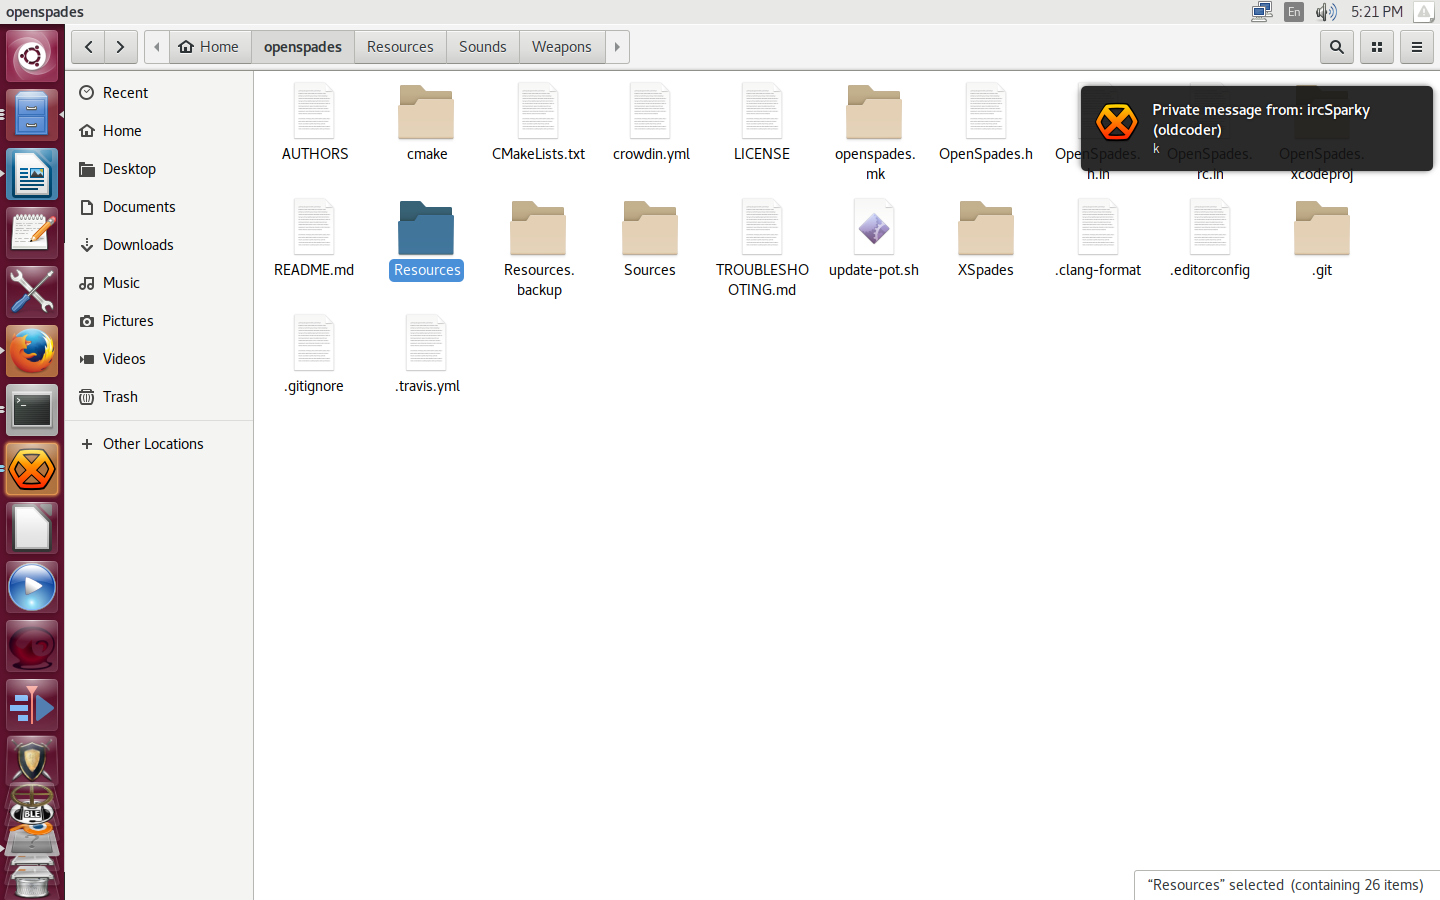 openspades
En
5:21 PM
Home
openspades
Resources
Sounds
Weapons
Recent
Home
Desktop
Documents
Downloads
Music
Pictures
Videos
Trash
Other Locations
AUTHORS
cmake
CMakeLists.txt
crowdin.yml
LICENSE
openspades.
mk
OpenSpades.h
OpenSpades.
h.in
OpenSpades.
rc.in
OpenSpades.
xcodeproj
Private message from: ircSparky
(oldcoder)
k
README.md
Resources
Resources.
backup
Sources
TROUBLESHO
OTING.md
update-pot.sh
XSpades
.clang-format
.editorconfig
.git
.gitignore
.travis.yml
BLE
“Resources” selected (containing 26 items)